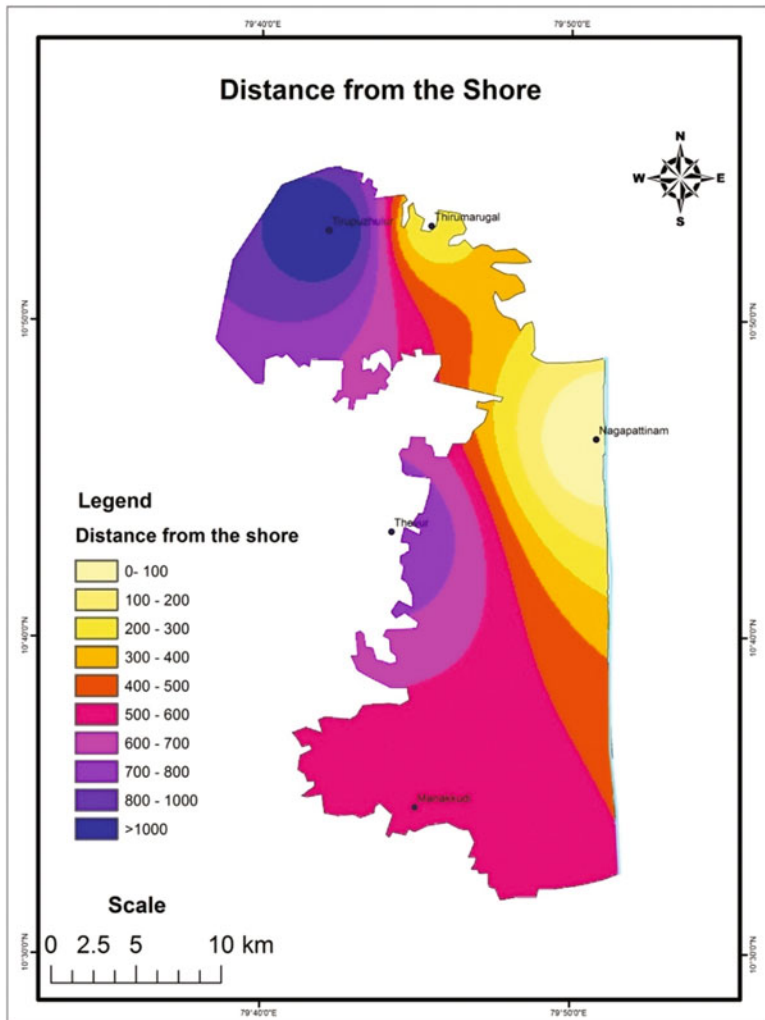 79°40'0"E
79°50'0"E
Distance from the Shore
N
W
E
S
Thirumarugal
10°50'0"N
10°50'0"N
Nagapattinam
Legend
Distance from the shore
0- 100
100 - 200
200 - 300
300 - 400
400 - 500
500 - 600
600 - 700
700 - 800
800 - 1000
>1000
10°40'0"N
10°40'0"N
Scale
0 2.5 5 10 km
10°30'0"N
10°30'0"N
79°40'0"E
79°50'0"E